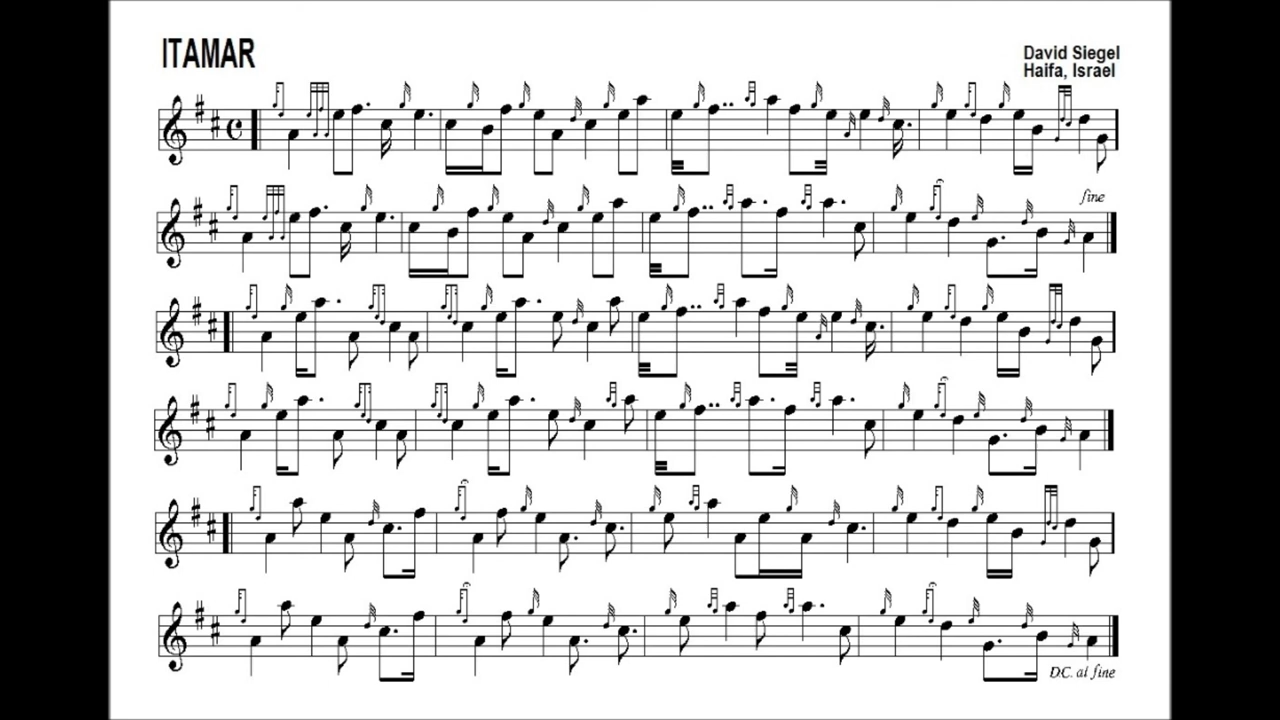 ITAMAR
David Siegel
Haifa, Israel
fine
D.C. al fine